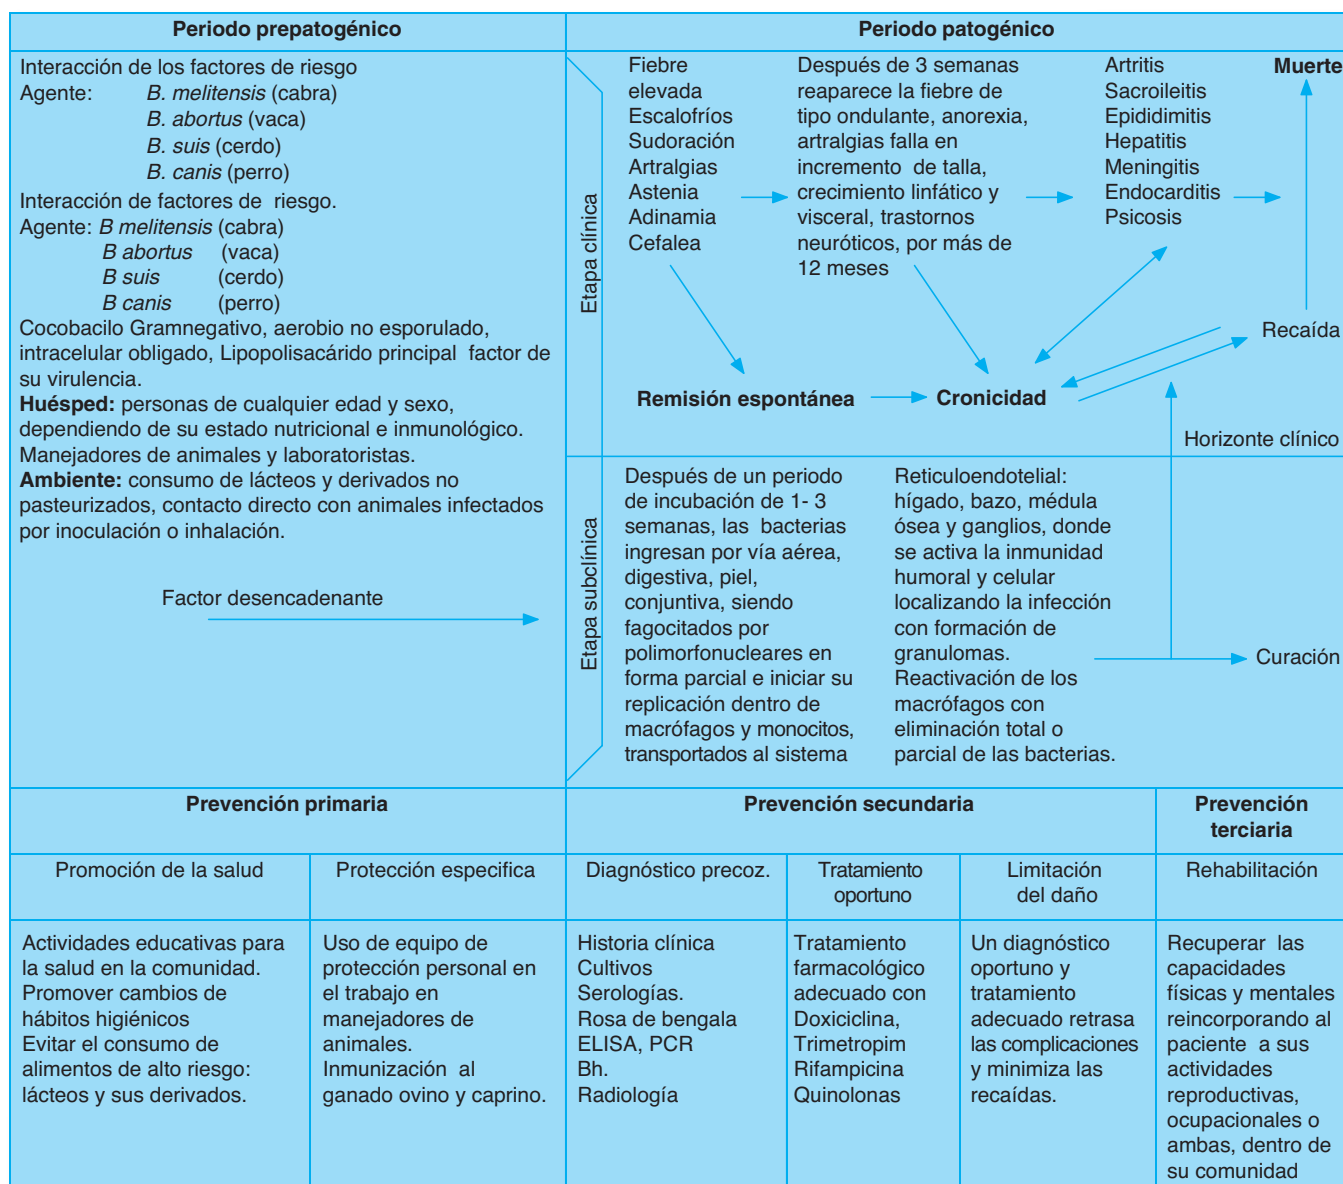 Periodo prepatogénico
Interacción de los factores de riesgo
Agente: B. melitensis (cabra)
B. abortus (vaca)
B. suis (cerdo)
B. canis (perro)
Interacción de factores de riesgo.
Agente: B melitensis (cabra)
B abortus (vaca)
B suis (cerdo)
B canis (perro)
Cocobacilo Gramnegativo, aerobio no esporulado,
intracelular obligado, Lipopolisacárido principal factor de
su virulencia.
Huésped: personas de cualquier edad y sexo,
dependiendo de su estado nutricional e inmunológico.
Manejadores de animales y laboratoristas.
Ambiente: consumo de lácteos y derivados no
pasteurizados, contacto directo con animales infectados
por inoculación o inhalación.
Factor desencadenante
Periodo patogénico
Etapa clínica
Fiebre
elevada
Escalofríos
Sudoración
Artralgias
Astenia
Adinamia
Cefalea
Después de 3 semanas
reaparece la fiebre de
tipo ondulante, anorexia,
artralgias falla en
incremento de talla,
crecimiento linfático y
visceral, trastornos
neuróticos, por más de
12 meses
Artritis
Sacroileitis
Epididimitis
Hepatitis
Meningitis
Endocarditis
Psicosis
Muerte
Recaída
Remisión espontánea
Cronicidad
Horizonte clínico
Etapa subclínica
Después de un periodo
de incubación de 1- 3
semanas, las bacterias
ingresan por vía aérea,
digestiva, piel,
conjuntiva, siendo
fagocitados por
polimorfonucleares en
forma parcial e iniciar su
replicación dentro de
macrófagos y monocitos,
transportados al sistema
Reticuloendotelial:
hígado, bazo, médula
ósea y ganglios, donde
se activa la inmunidad
humoral y celular
localizando la infección
con formación de
granulomas.
Reactivación de los
macrófagos con
eliminación total o
parcial de las bacterias.
Curación
Prevención primaria
Prevención secundaria
Prevención
terciaria
Promoción de la salud
Protección especifica
Diagnóstico precoz.
Tratamiento
oportuno
Limitación
del daño
Rehabilitación
Actividades educativas para
la salud en la comunidad.
Promover cambios de
hábitos higiénicos
Evitar el consumo de
alimentos de alto riesgo:
lácteos y sus derivados.
Uso de equipo de
protección personal en
el trabajo en
manejadores de
animales.
Inmunización al
ganado ovino y caprino.
Historia clínica
Cultivos
Serologías.
Rosa de bengala
ELISA, PCR
Bh.
Radiología
Tratamiento
farmacológico
adecuado con
Doxiciclina,
Trimetropim
Rifampicina
Quinolonas
Un diagnóstico
oportuno y
tratamiento
adecuado retrasa
las complicaciones
y minimiza las
recaídas.
Recuperar las
capacidades
físicas y mentales
reincorporando al
paciente a sus
actividades
reproductivas,
ocupacionales o
ambas, dentro de
su comunidad